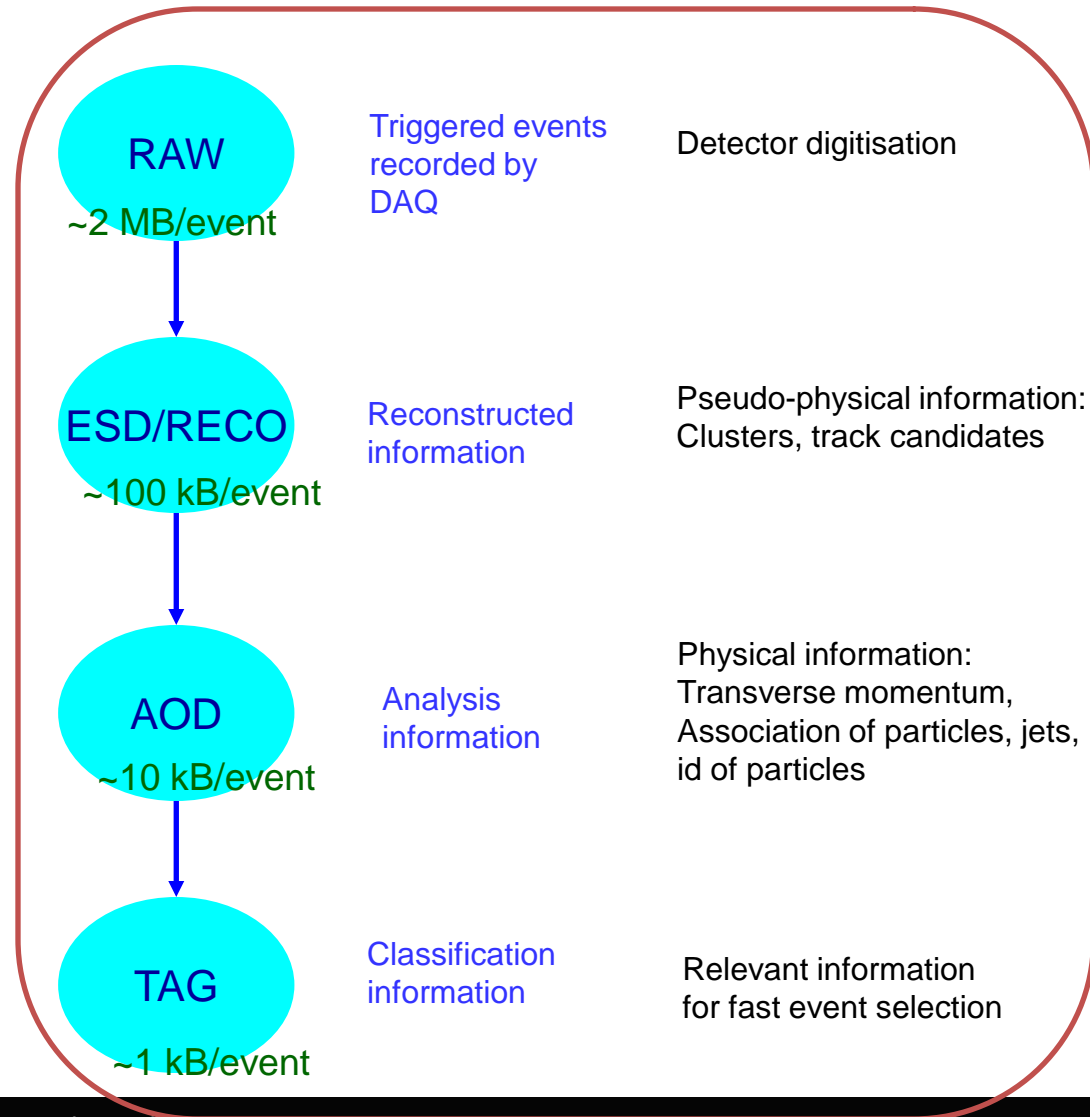 RAW
~2 MB/event
Triggered events
recorded by
DAQ
Detector digitisation
ESD/RECO
~100 kB/event
Reconstructed
information
Pseudo-physical information:
Clusters, track candidates
AOD
~10 kB/event
Analysis
information
Physical information:
Transverse momentum,
Association of particles, jets,
id of particles
TAG
~1 kB/event
Classification
information
Relevant information
for fast event selection